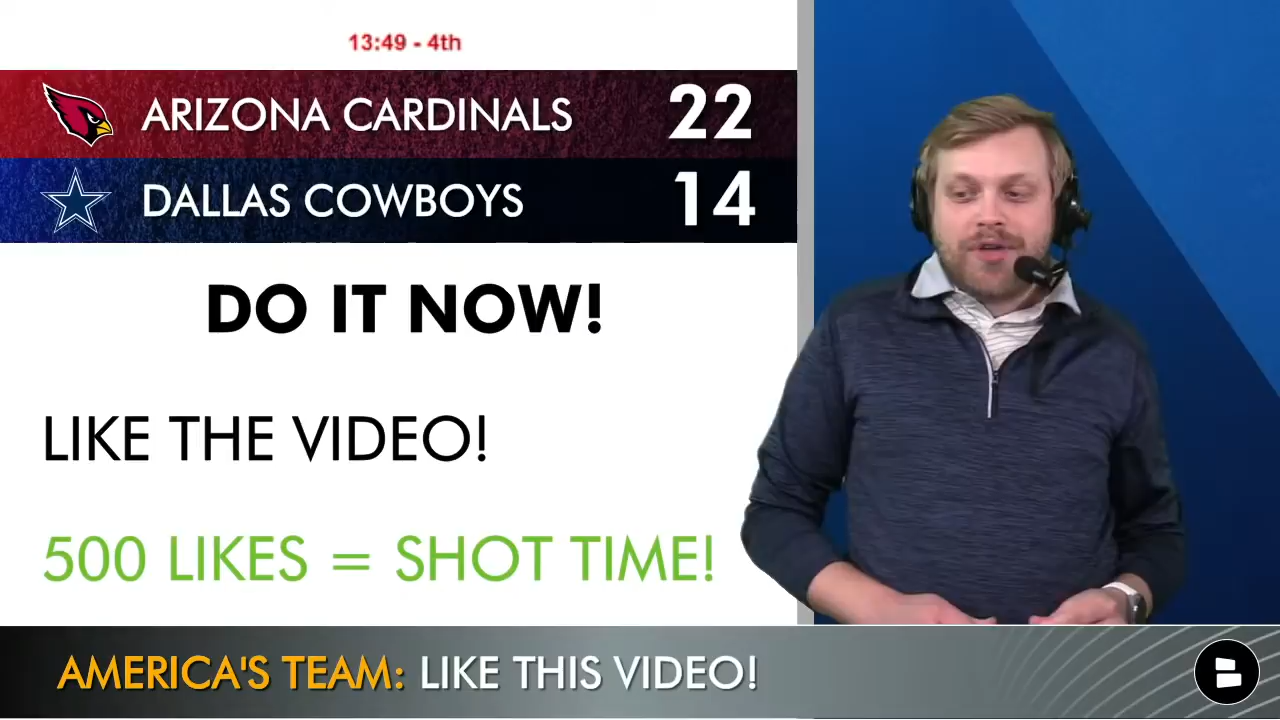 13:49 - 4th
ARIZONA CARDINALS 22
DALLAS COWBOYS 14
DO IT NOW!
LIKE THE VIDEO!
500 LIKES = SHOT TIME!
AMERICA'S TEAM: LIKE THIS VIDEO!